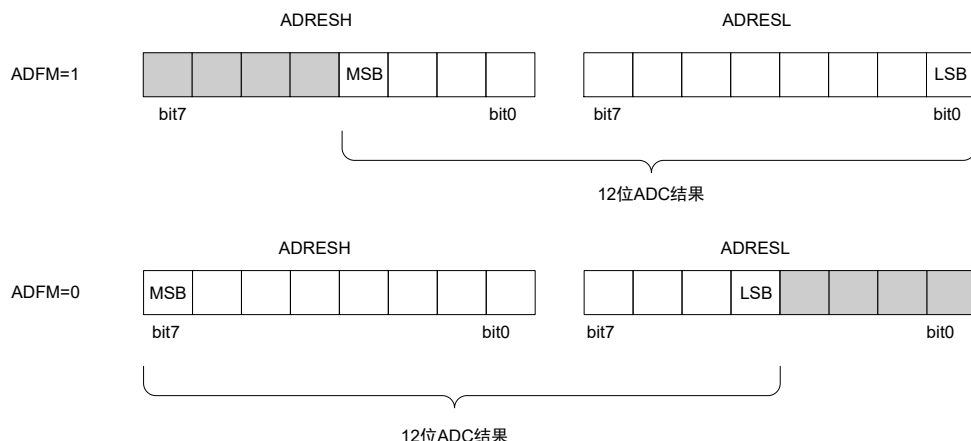 ADRESH ADRESL
ADFM=1 MSB LSB
bit7 bit0 bit7 bit0
12位ADC结果
ADRESH ADRESL
ADFM=0 MSB LSB
bit7 bit0 bit7 bit0
12位ADC结果